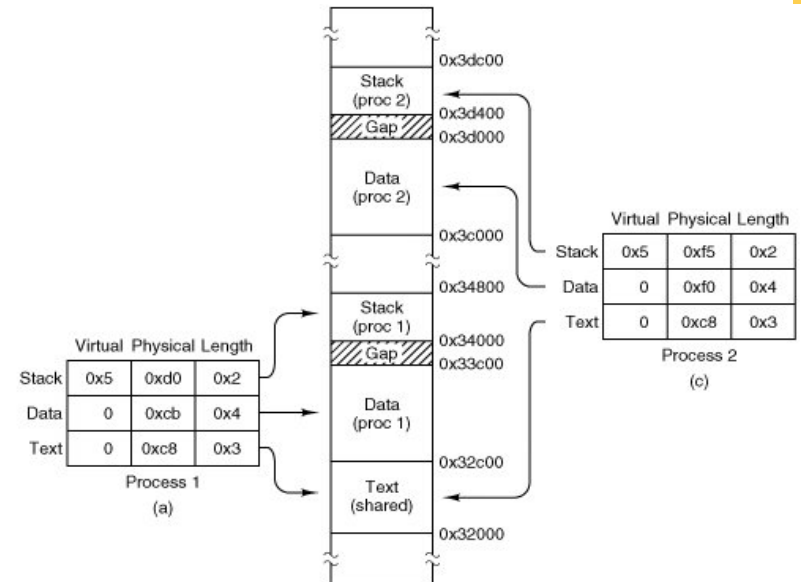 0x3dc00
Stack
(proc 2)
0x3d400
Gap
0x3d000
Data
(proc 2)
0x3c000
0x34800
Stack
(proc 1)
0x34000
Gap
0x33c00
Data
(proc 1)
0x32c00
Text
(shared)
0x32000
Virtual Physical Length
Stack 0x5 0xd0 0x2
Data 0 0xcb 0x4
Text 0 0xc8 0x3
Process 1
(a)
Virtual Physical Length
Stack 0x5 0xf5 0x2
Data 0 0xf0 0x4
Text 0 0xc8 0x3
Process 2
(c)